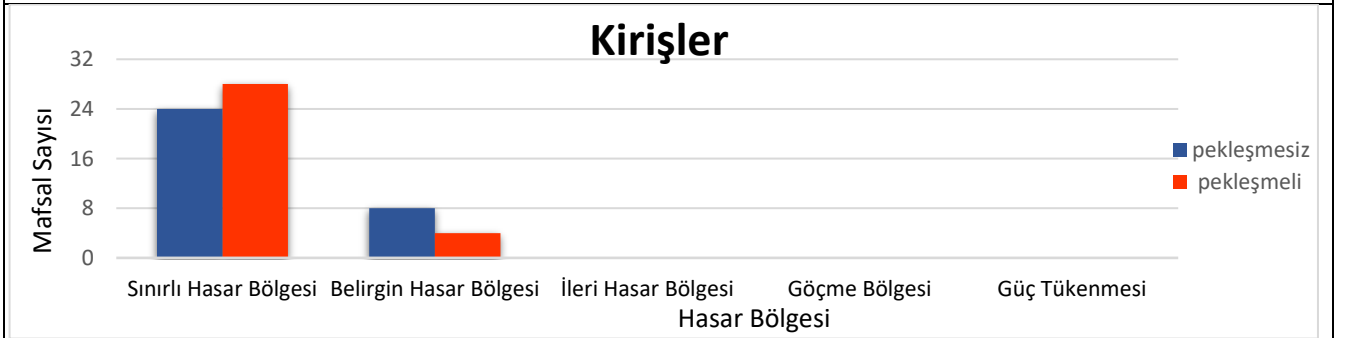 Kirişler
32
24
16
8
0
Mafsal Sayısı
Sınırlı Hasar Bölgesi
Belirgin Hasar Bölgesi
İleri Hasar Bölgesi
Göçme Bölgesi
Güç Tükenmesi
Hasar Bölgesi
pekleşmesiz
pekleşmeli